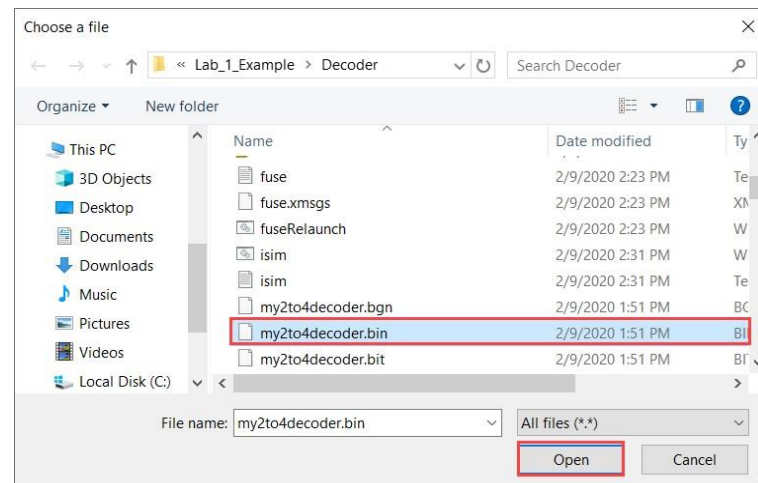 Choose a file
« Lab_1_Example > Decoder
Search Decoder
Organize
New folder
Name
Date modified
Ty
This PC
3D Objects
Desktop
Documents
Downloads
Music
Pictures
Videos
Local Disk (C:)
fuse 2/9/2020 2:23 PM Te
fuse.xmsgs 2/9/2020 2:23 PM XM
fuseRelaunch 2/9/2020 2:23 PM W
isim 2/9/2020 2:31 PM W
isim 2/9/2020 2:31 PM Te
my2to4decoder.bgn 2/9/2020 1:51 PM
my2to4decoder.bin 2/9/2020 1:51 PM
my2to4decoder.bit 2/9/2020 1:51 PM
File name: my2to4decoder.bin
All files (*.*)
Open
Cancel